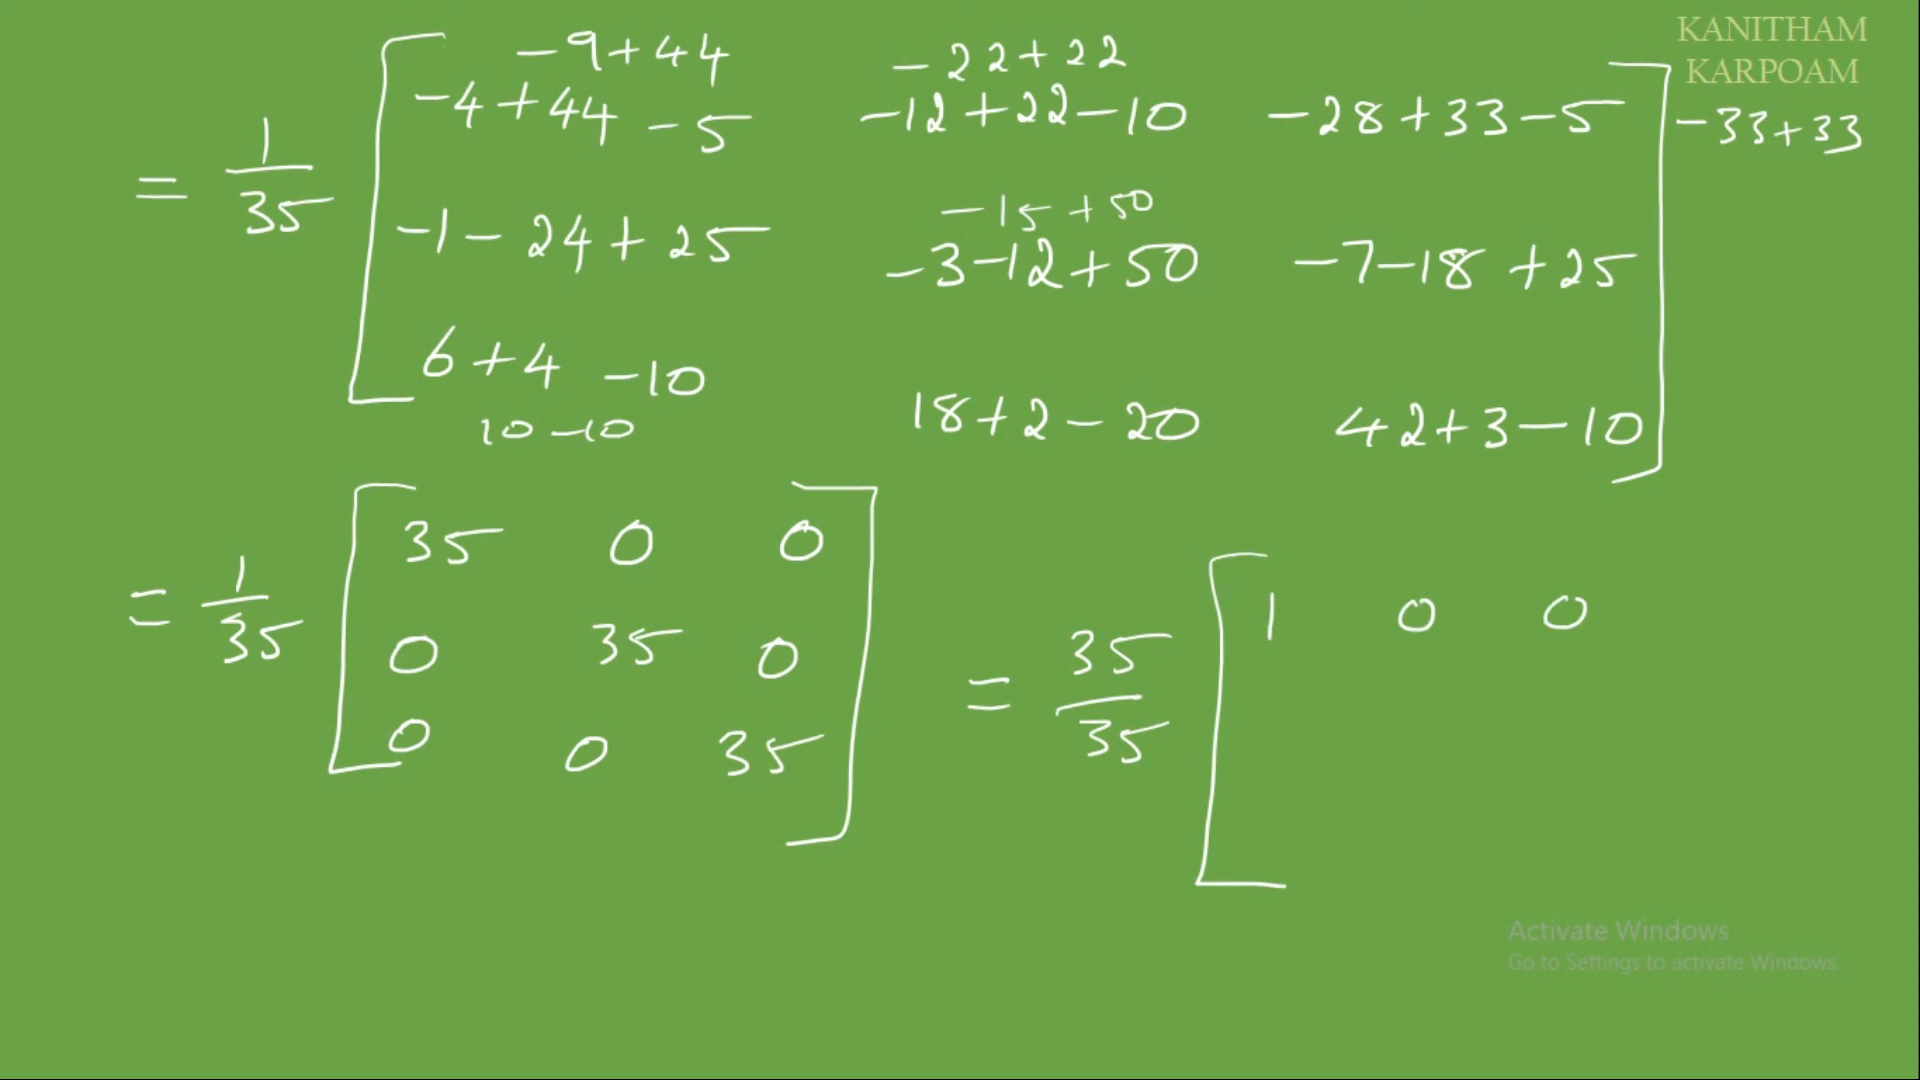 KANITHAM
KARPOAM
-9+44 -22+22
-4+44-5 -12+22-10 -28+33-5 -33+33
= 1/35
-15+50
-1-24+25 -3-12+50 -7-18+25
6+4-10 18+2-20 42+3-10
10-10
35 0 0
= 1/35 0 35 0 = 35/35 1 0 0
0 0 35
Activate Windows
Go to Settings to activate Windows.